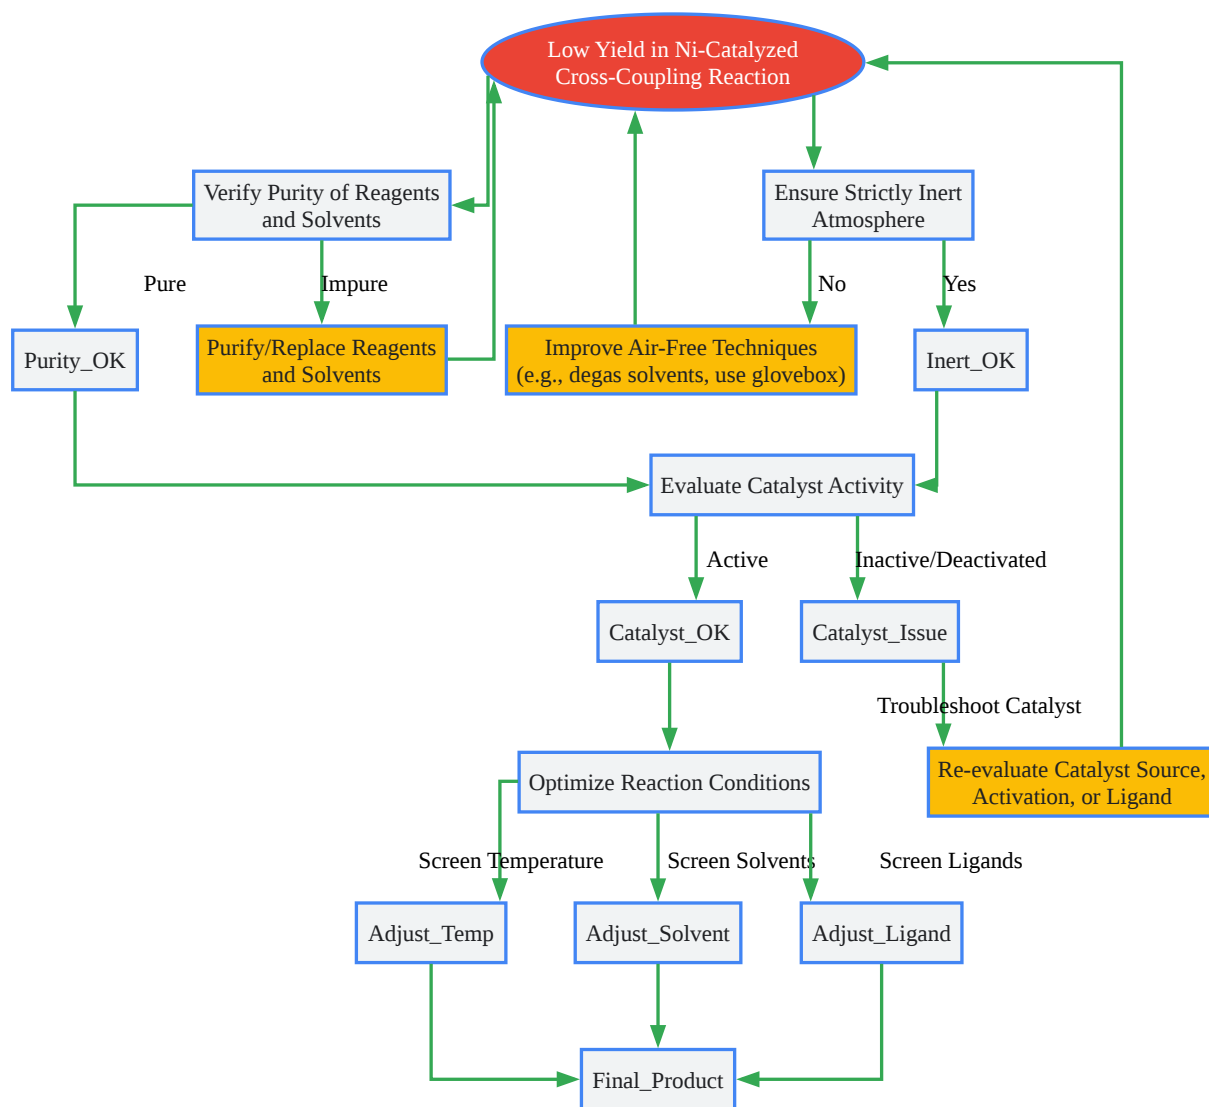 Low Yield in Ni-Catalyzed
Cross-Coupling Reaction
Verify Purity of Reagents
and Solvents
Ensure Strictly Inert
Atmosphere
Pure
Impure
No
Yes
Purity_OK
Purify/Replace Reagents
and Solvents
Improve Air-Free Techniques
(e.g., degas solvents, use glovebox)
Inert_OK
Evaluate Catalyst Activity
Active
Inactive/Deactivated
Catalyst_OK
Catalyst_Issue
Troubleshoot Catalyst
Optimize Reaction Conditions
Re-evaluate Catalyst Source,
Activation, or Ligand
Screen Temperature
Screen Solvents
Screen Ligands
Adjust_Temp
Adjust_Solvent
Adjust_Ligand
Final_Product